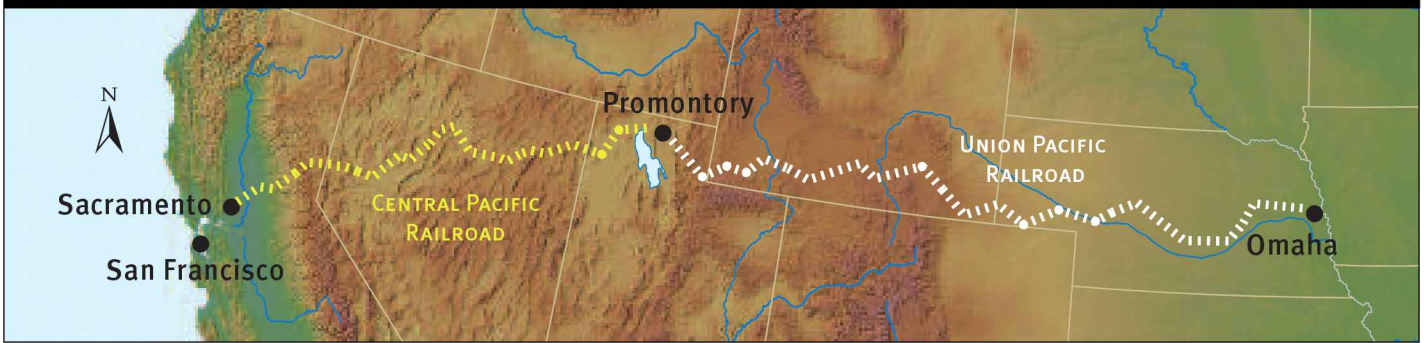 N
Promontory
UNION PACIFIC
RAILROAD
Sacramento
CENTRAL PACIFIC
RAILROAD
San Francisco
Omaha